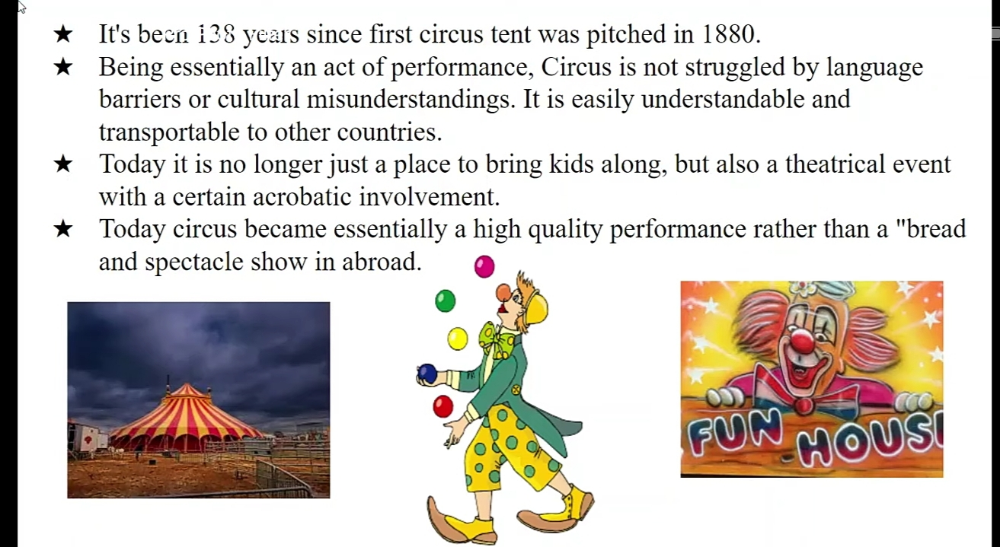 ★ It's been 138 years since first circus tent was pitched in 1880.
★ Being essentially an act of performance, Circus is not struggled by language
barriers or cultural misunderstandings. It is easily understandable and
transportable to other countries.
★ Today it is no longer just a place to bring kids along, but also a theatrical event
with a certain acrobatic involvement.
★ Today circus became essentially a high quality performance rather than a "bread
and spectacle show in abroad.
FUN HOUSE